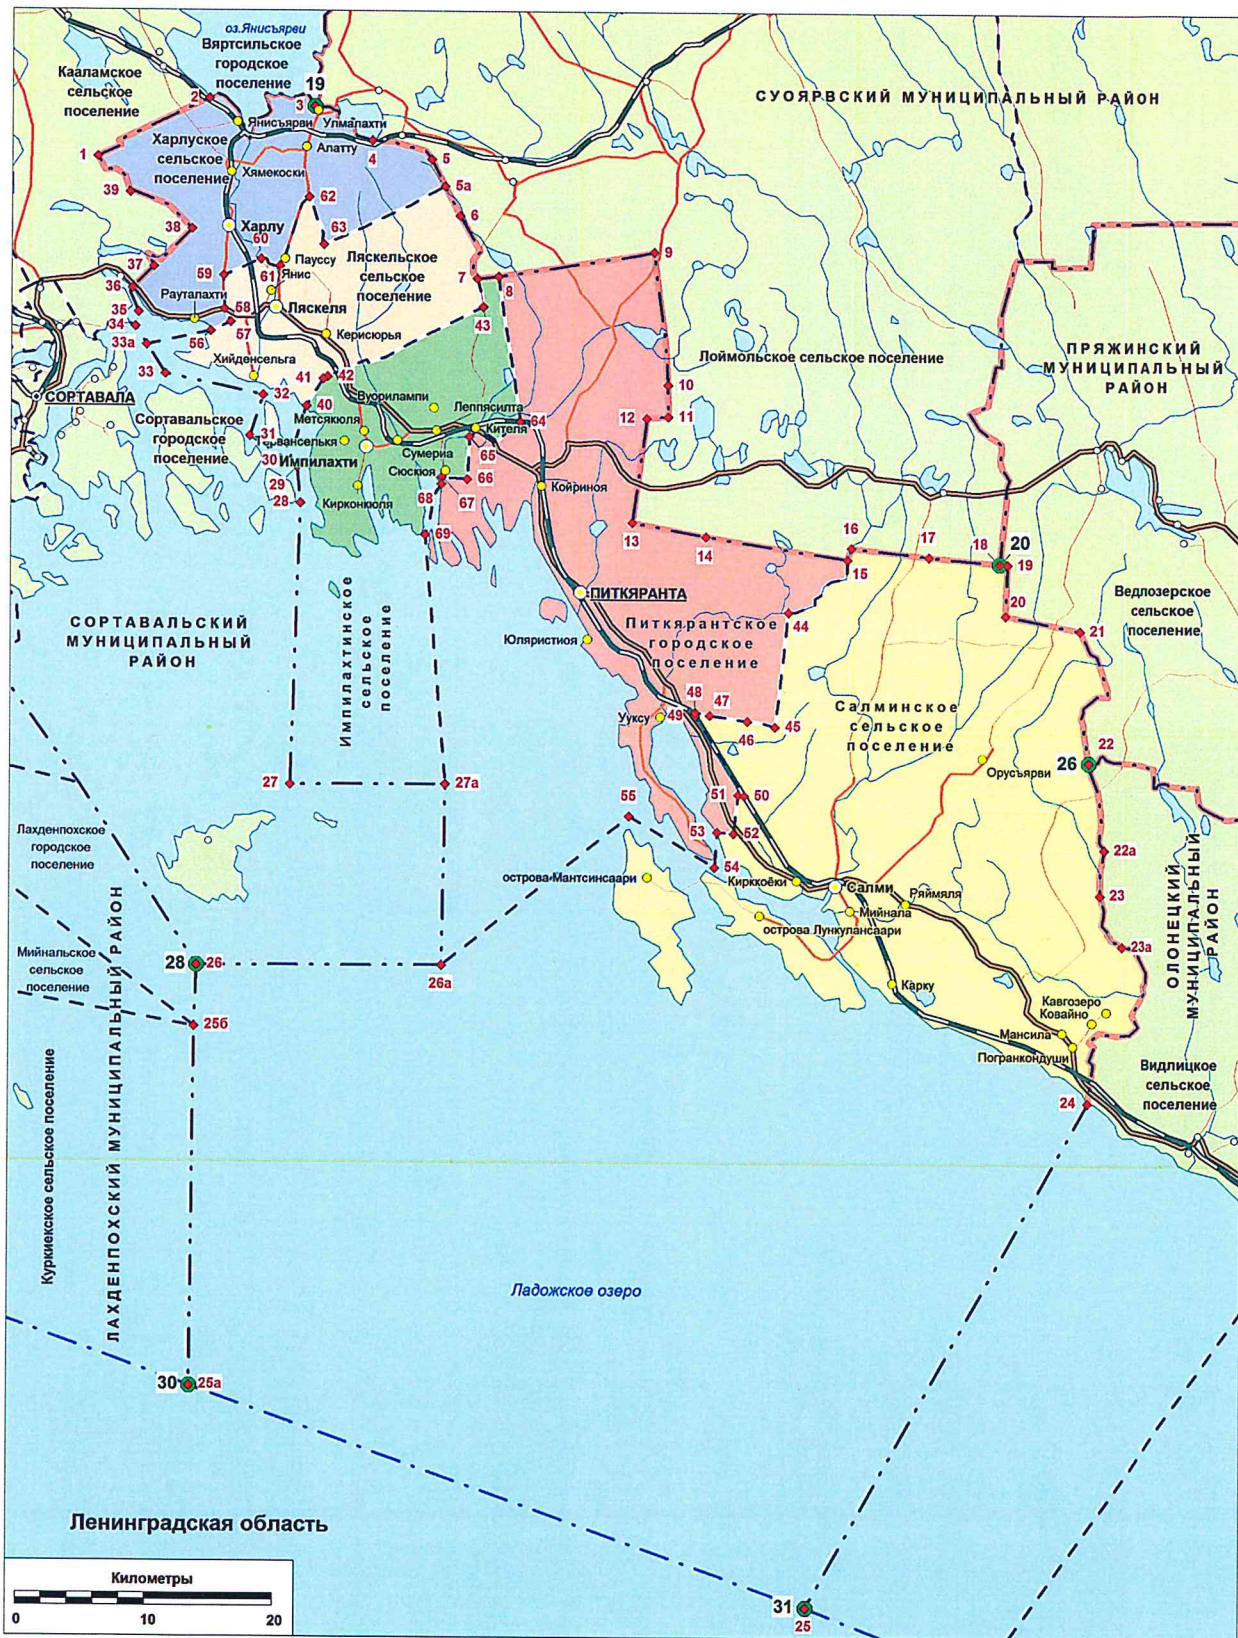 оз.Янисъярви
Вяртсильское
городское
поселение
Кааламское
сельское
поселение
19
2
3
Улмалахти
Янисъярви
СУОЯРВСКИЙ МУНИЦИПАЛЬНЫЙ РАЙОН
Харлуское
сельское
поселение
Алатту
4
5
1
Хямекоски
5а
39
62
6
38
Харлу
60
63
9
Пауссу
Ляскельское
сельское
поселение
37
59
61
Янис
7
8
36
Рауталахти
58
Ляскеля
35
34
43
33а
56
57
Керисюрья
ПРЯЖИНСКИЙ
МУНИЦИПАЛЬНЫЙ
РАЙОН
Лоймольское сельское поселение
33
Хийденсельга
41
42
10
СОРТАВАЛА
32
40
Вуорилампи
Леппясилта
12
11
Сортавальское
городское
поселение
31
Метсякюля
64
Кителя
30
Импилахти
Сумериа
65
Сюскюя
66
29
28
Кирконкюля
68
67
Койриноя
69
13
14
16
17
18
20
15
19
ПИТКЯРАНТА
20
Ведлозерское
сельское
поселение
44
21
СОРТАВАЛЬСКИЙ
МУНИЦИПАЛЬНЫЙ
РАЙОН
Импилахтинское
сельское
поселение
Юляристиоя
Питкярантское
городское
поселение
48
47
Ууксу
49
46
45
Салминское
сельское
поселение
22
26
Орусъярви
27
27а
51
50
55
53
52
Лахденпохское
городское
поселение
22а
54
острова Мантсинсаари
Кирккоёки
Салми
23
Ряймяля
Мийнала
острова Лункулансаари
23а
ОЛОНЕЦКИЙ
МУНИЦИПАЛЬНЫЙ
РАЙОН
Мийнальское
сельское
поселение
28
26
26а
Карку
ЛАХДЕНПОХСКИЙ МУНИЦИПАЛЬНЫЙ РАЙОН
25б
Кавгозеро
Ковайно
Мансила
Погранкондуши
Видлицкое
сельское
поселение
24
Куркиекское сельское поселение
Ладожское озеро
30
25а
Ленинградская область
Километры
0
10
20
31
25